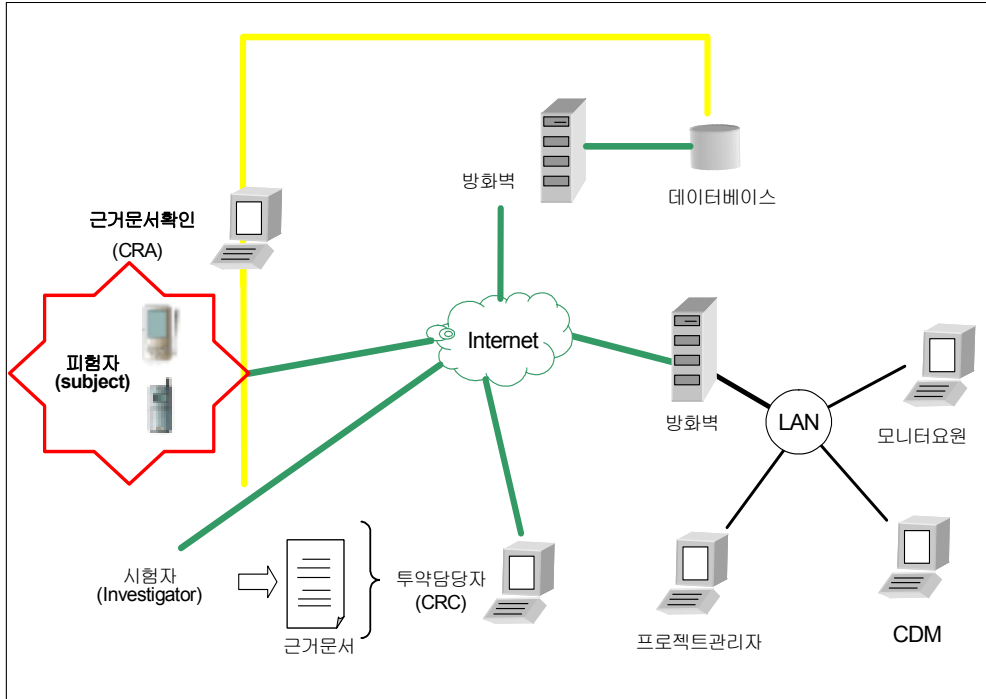 방화벽
데이터베이스
근거문서확인
(CRA)
피험자
(subject)
Internet
방화벽
LAN
모니터요원
시험자
(Investigator)
근거문서
투약담당자
(CRC)
프로젝트관리자
CDM